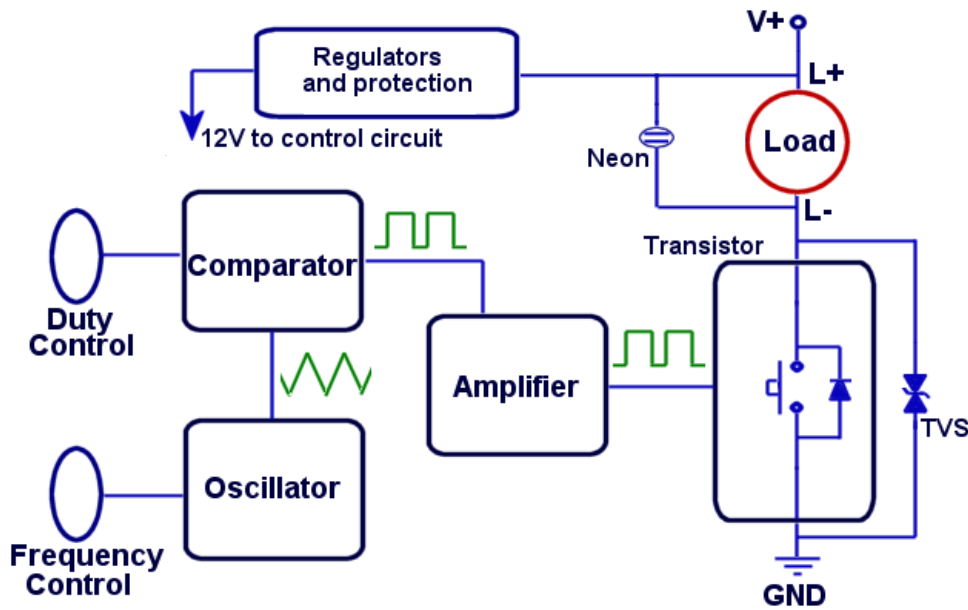 V+
Regulators
and protection
L+
12V to control circuit
Neon
Load
L-
Transistor
Comparator
Duty
Control
Amplifier
TVS
Oscillator
Frequency
Control
GND